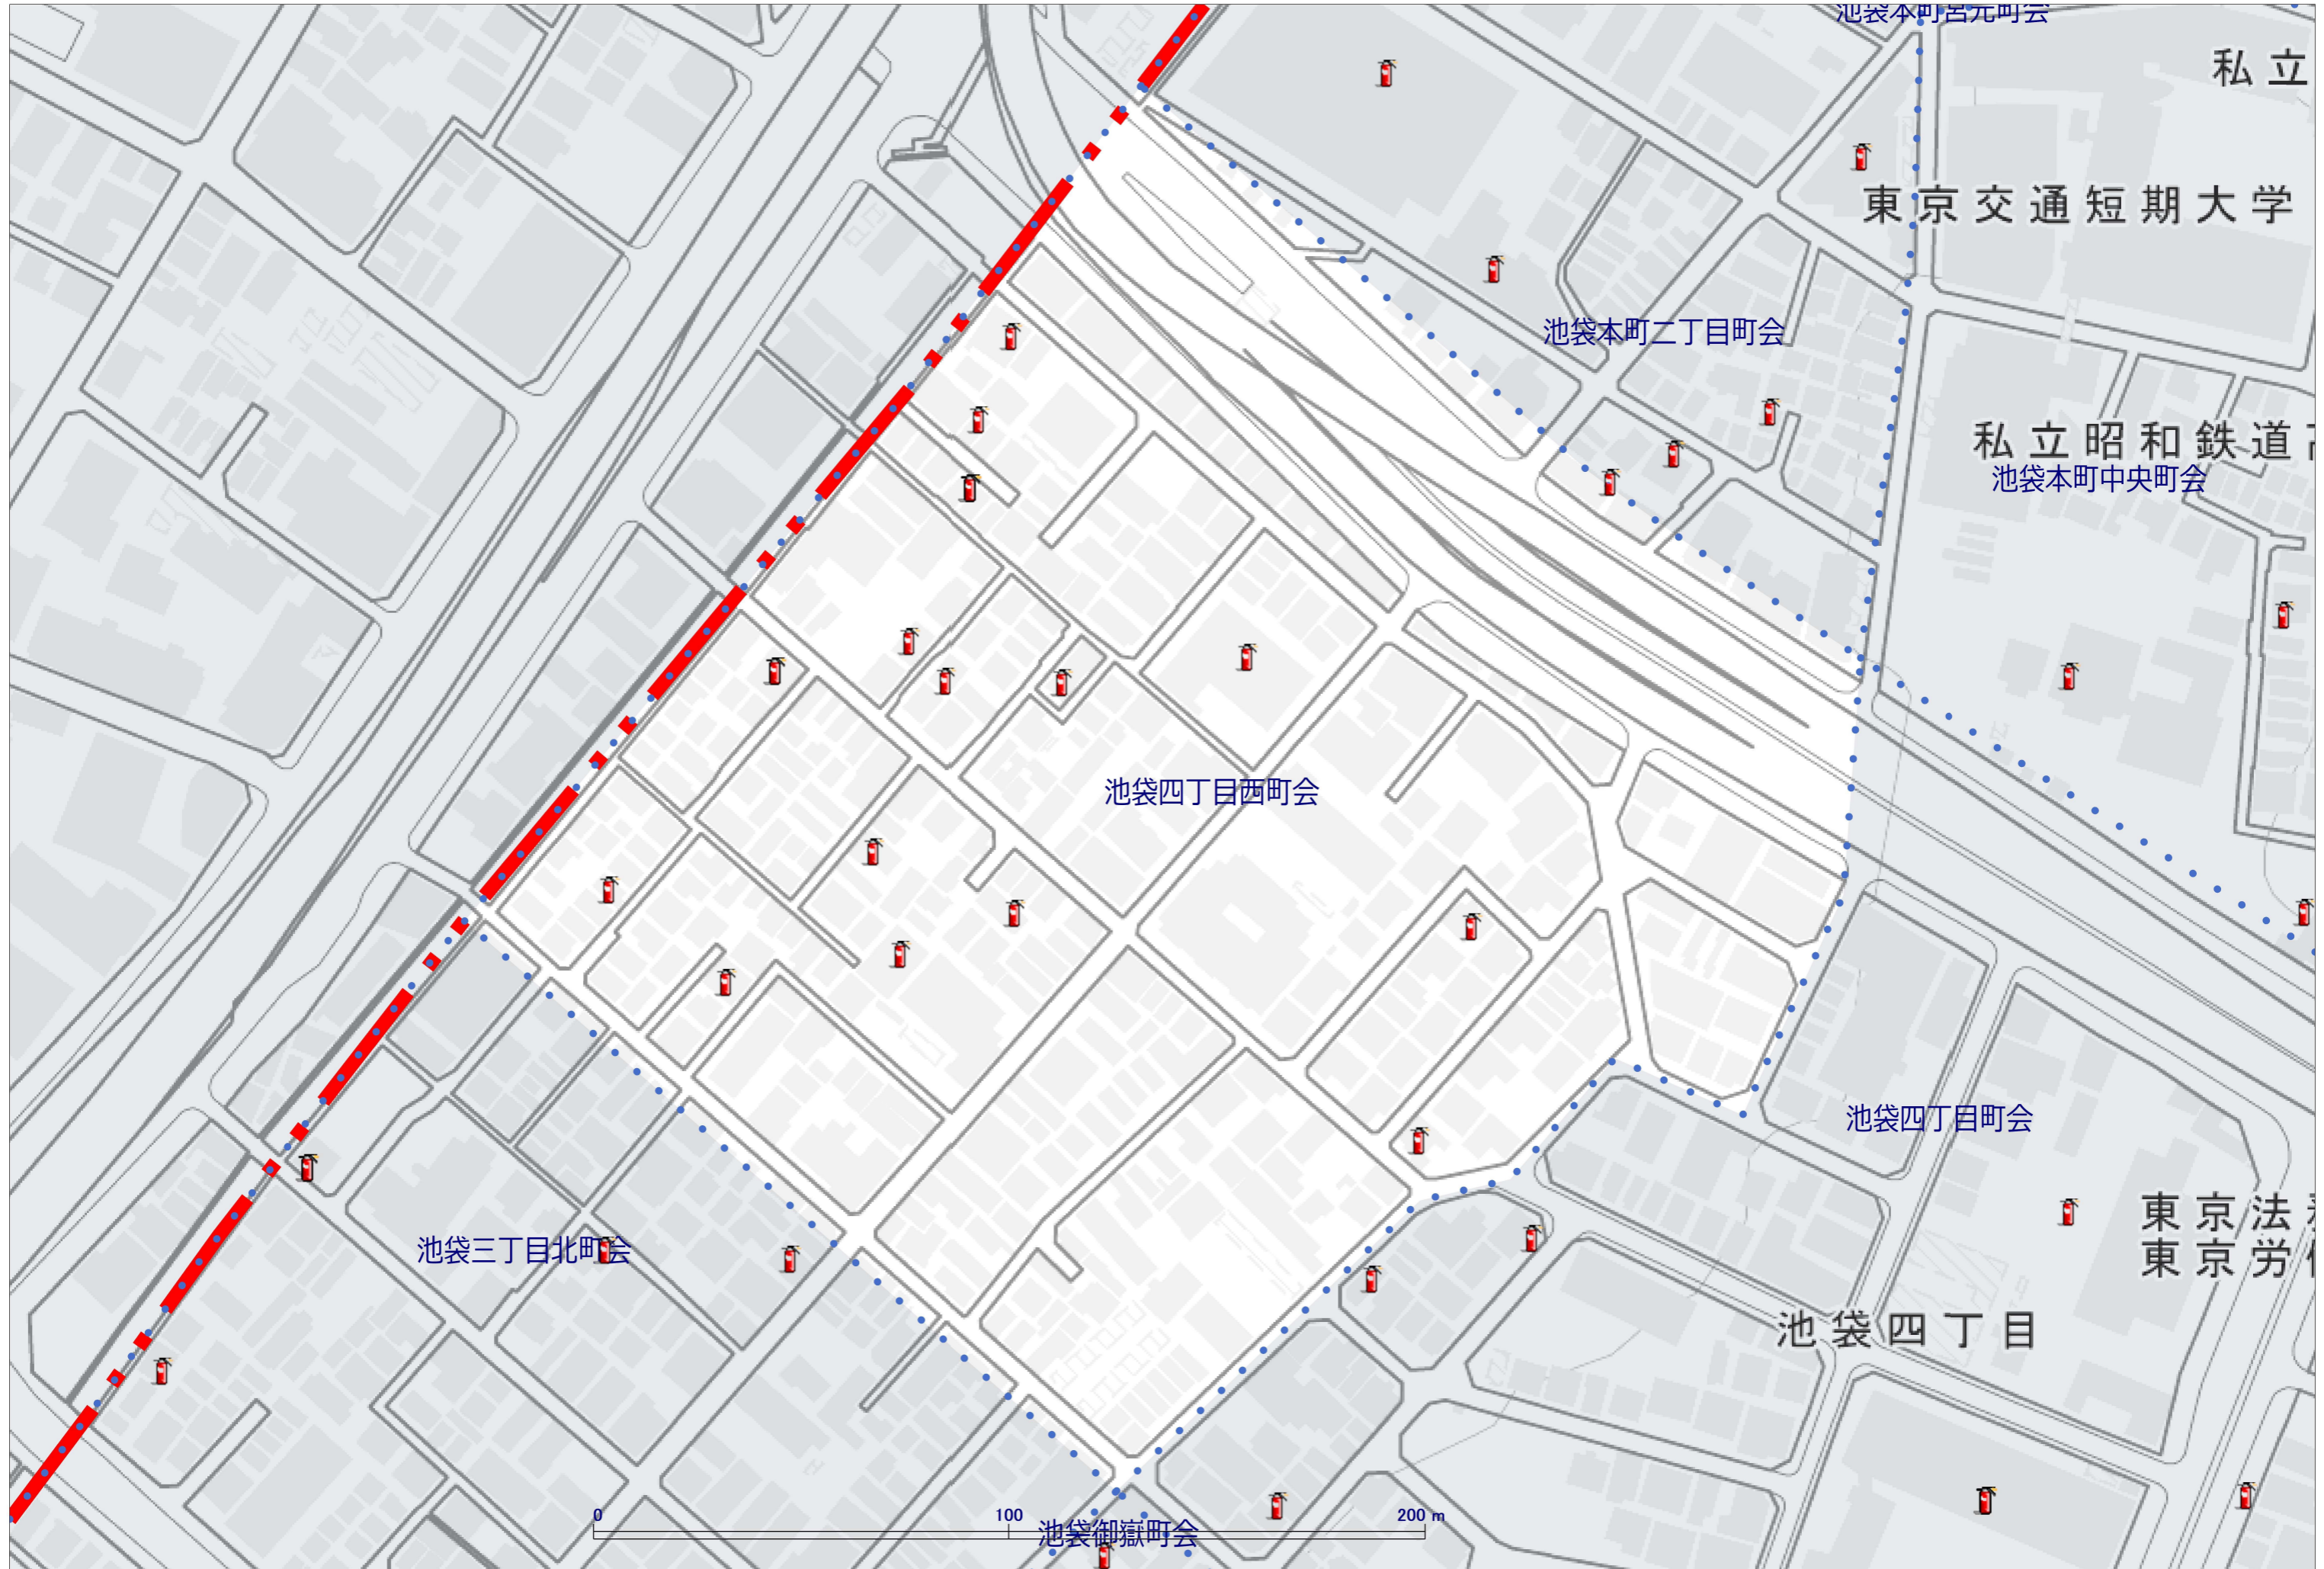 池袋本町宮元町会
私立
東京交通短期大学
池袋本町二丁目町会
私立昭和鉄道
池袋本町中央町会
池袋四丁目西町会
池袋四丁目町会
東京法
東京労
池袋三丁目北町会
池袋四丁目
0 100 200 m
池袋御嶽町会